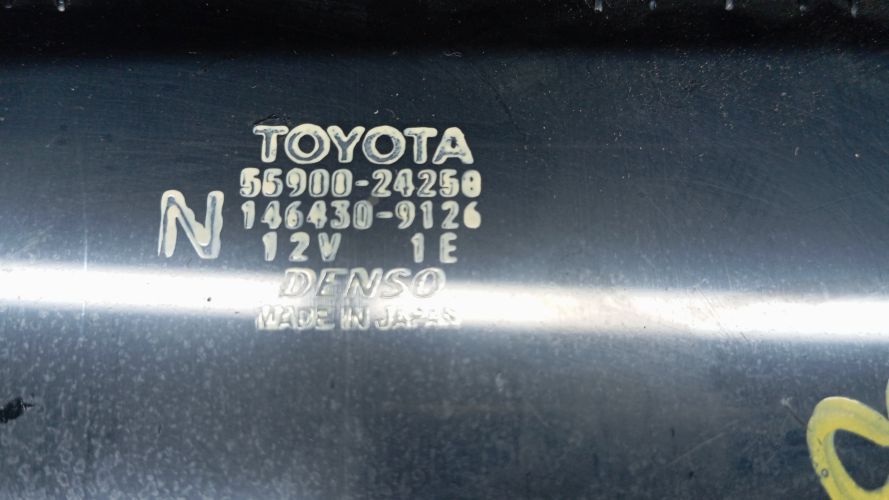 TOYOTA
55900-24250
N
146430-9126
12V 1E
DENSO
MADE IN JAPAN